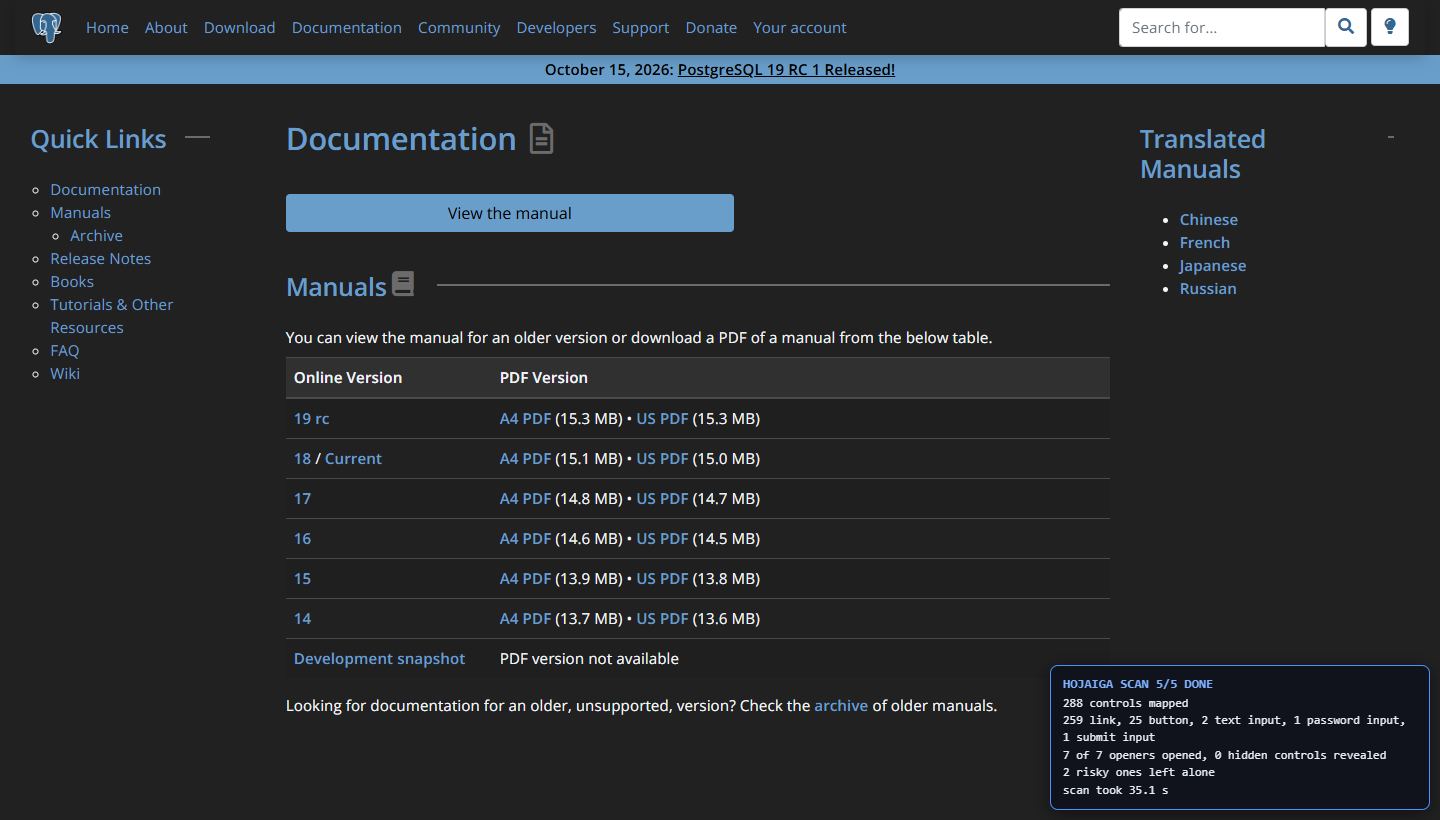 Home About Download Documentation Community Developers Support Donate Your account Search for...
October 15, 2026: PostgreSQL 19 RC 1 Released!
Quick Links
Documentation
Manuals
Archive
Release Notes
Books
Tutorials & Other
Resources
FAQ
Wiki
Documentation
View the manual
Manuals
You can view the manual for an older version or download a PDF of a manual from the below table.
Online Version PDF Version
19 rc A4 PDF (15.3 MB) • US PDF (15.3 MB)
18 / Current A4 PDF (15.1 MB) • US PDF (15.0 MB)
17 A4 PDF (14.8 MB) • US PDF (14.7 MB)
16 A4 PDF (14.6 MB) • US PDF (14.5 MB)
15 A4 PDF (13.9 MB) • US PDF (13.8 MB)
14 A4 PDF (13.7 MB) • US PDF (13.6 MB)
Development snapshot PDF version not available
Looking for documentation for an older, unsupported, version? Check the archive of older manuals.
Translated
Manuals
Chinese
French
Japanese
Russian
HOJAIGA SCAN 5/5 DONE
288 controls mapped
259 link, 25 button, 2 text input, 1 password input,
1 submit input
7 of 7 openers opened, 0 hidden controls revealed
2 risky ones left alone
scan took 35.1 s